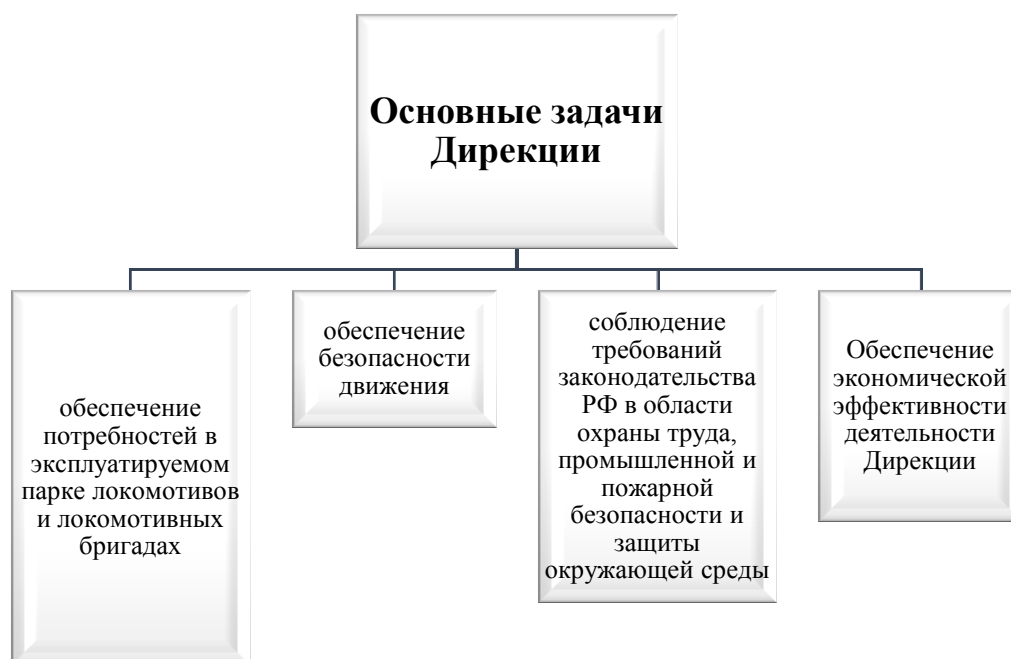 Основные задачи
Дирекции
обеспечение
потребностей в
эксплуатируемом
парке локомотивов
и локомотивных
бригадах
обеспечение
безопасности
движения
соблюдение
требований
законодательства
РФ в области
охраны труда,
промышленной и
пожарной
безопасности и
защиты
окружающей среды
Обеспечение
экономической
эффективности
деятельности
Дирекции